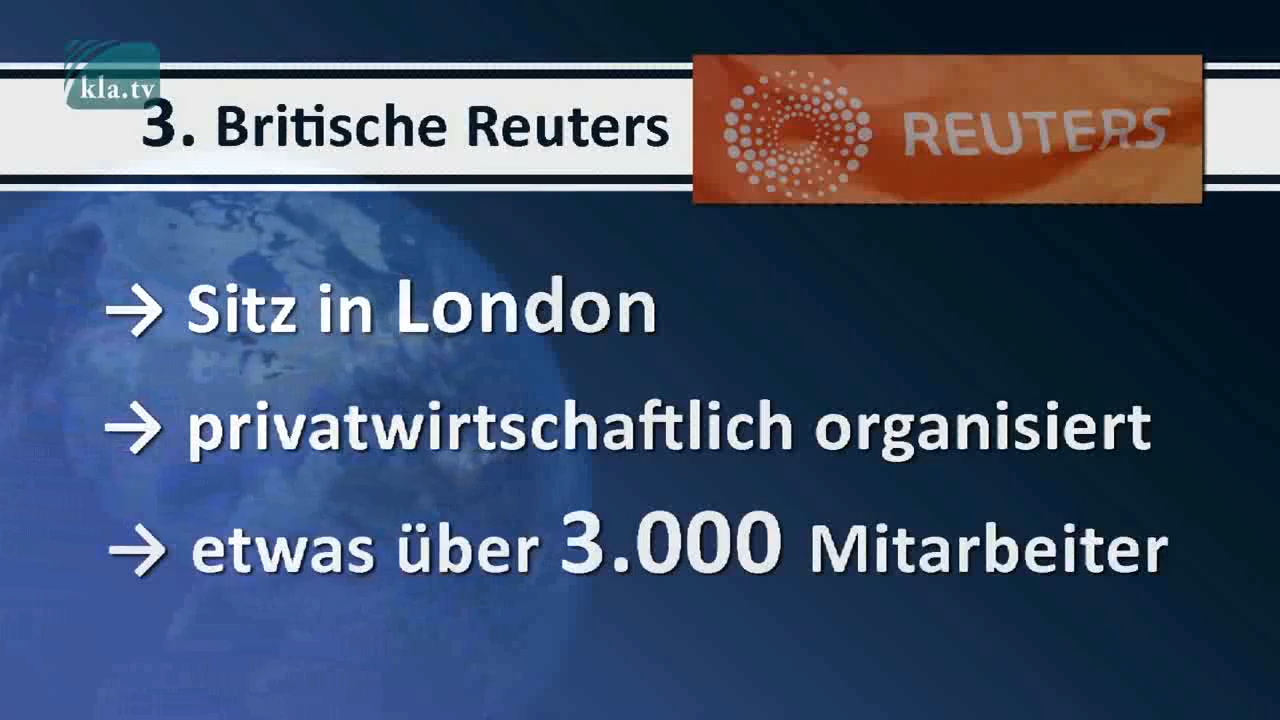 kla.tv
3. Britische Reuters
REUTERS
→ Sitz in London
→ privatwirtschaftlich organisiert
→ etwas über 3.000 Mitarbeiter